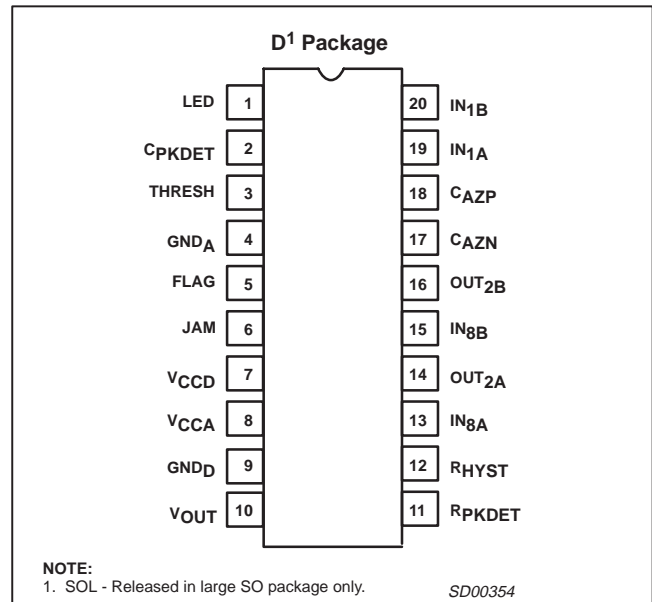 D1 Package
LED 1 20 IN1B
CPKDET 2 19 IN1A
THRESH 3 18 CAZP
GNDA 4 17 CAZN
FLAG 5 16 OUT2B
JAM 6 15 IN8B
VCCD 7 14 OUT2A
VCCA 8 13 IN8A
GNDD 9 12 RHYST
VOUT 10 11 RPKDET
NOTE:
1. SOL - Released in large SO package only.
SD00354